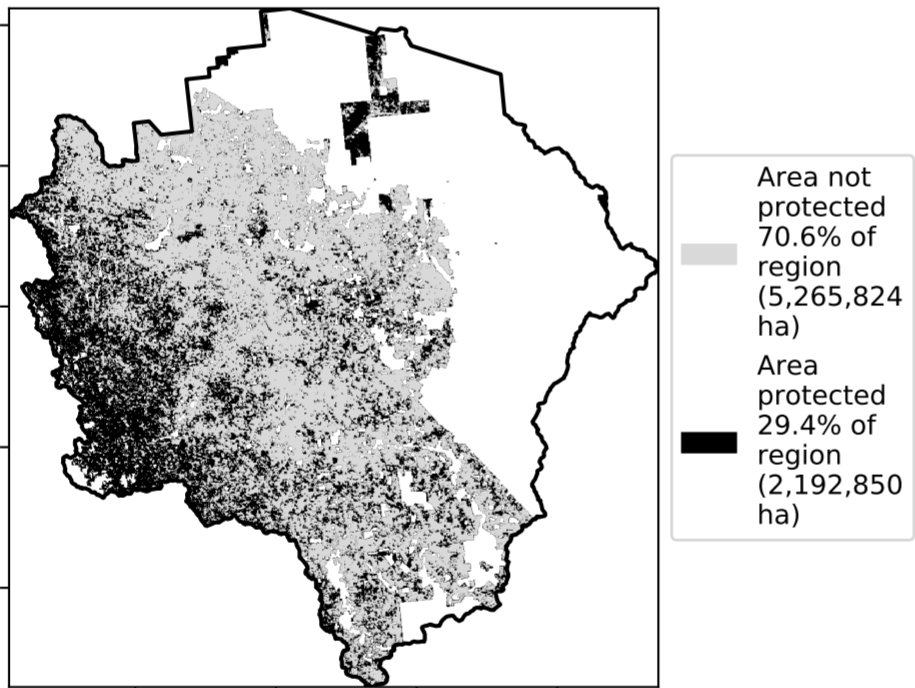 Area not
protected
70.6% of
region
(5,265,824
ha)
Area
protected
29.4% of
region
(2,192,850
ha)